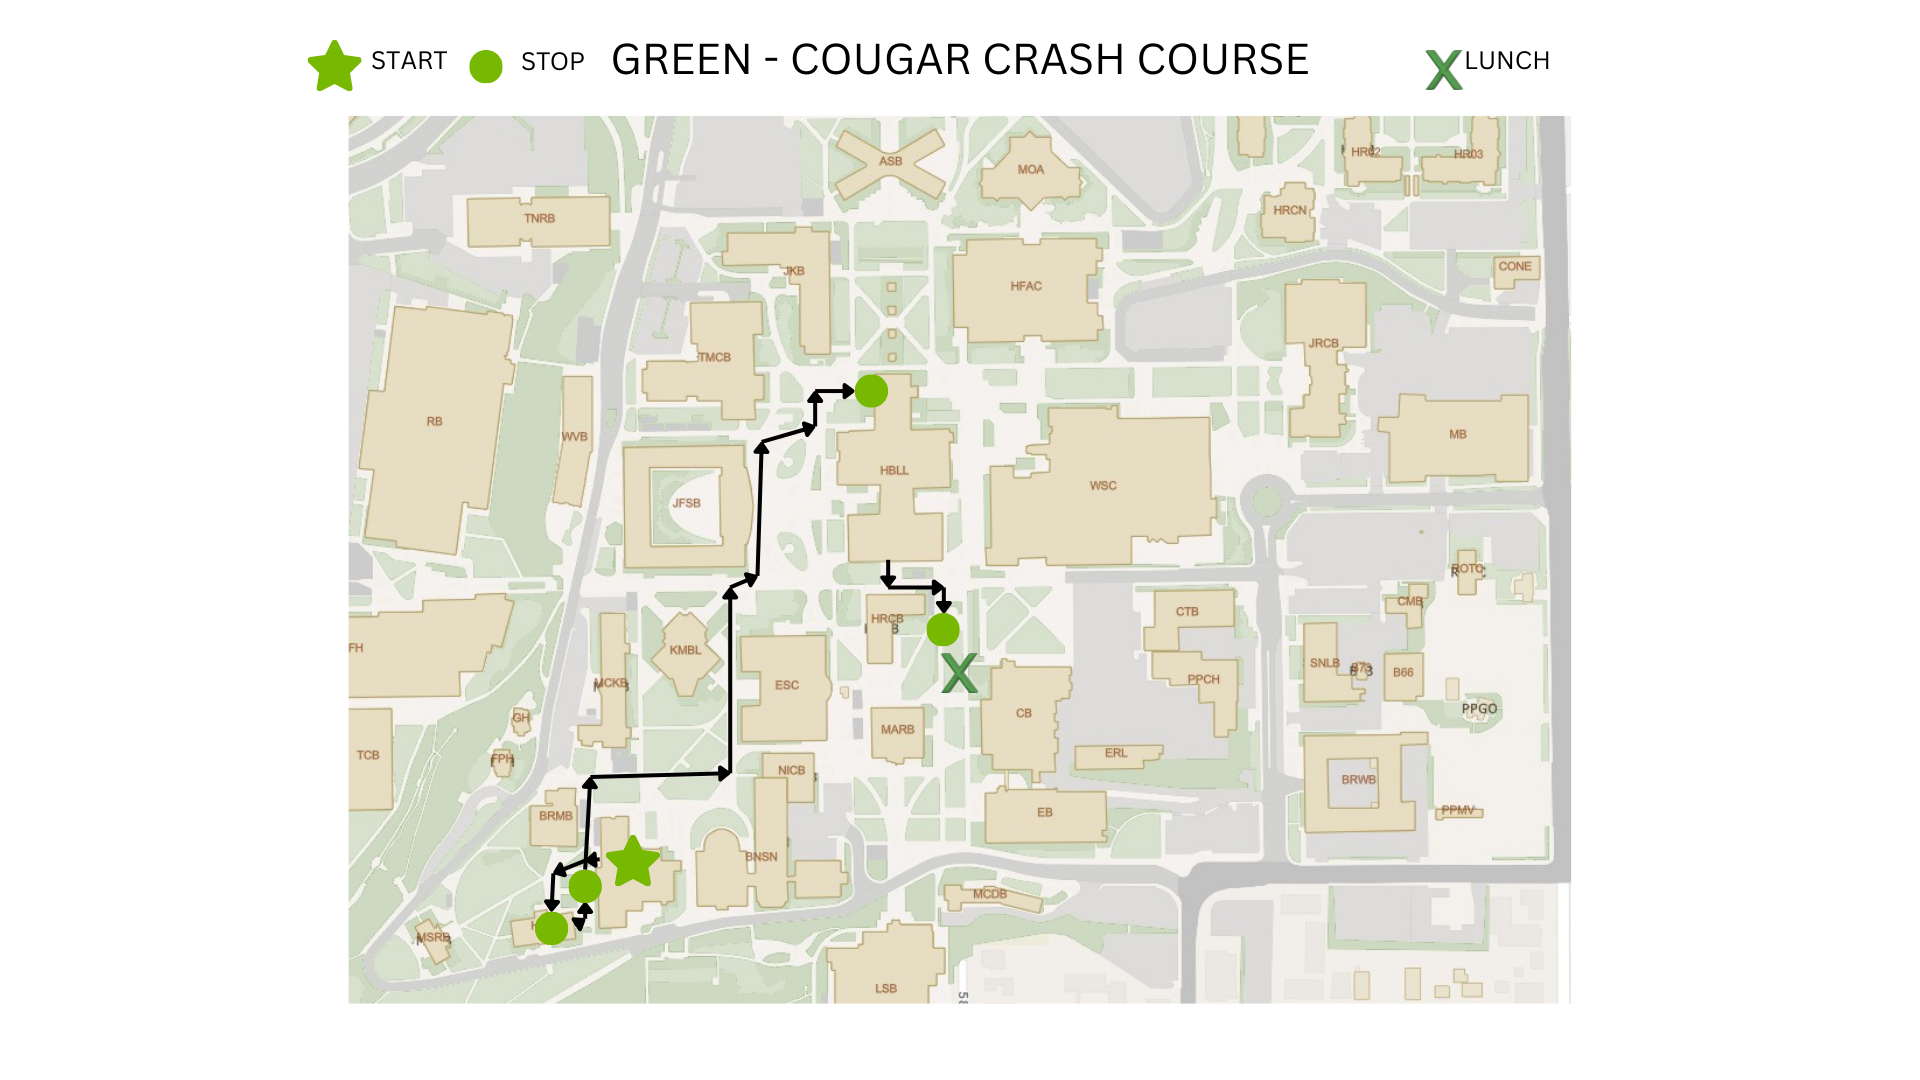 START
STOP
GREEN - COUGAR CRASH COURSE
X LUNCH
ASB
MOA
HR02
HR03
TNRB
HRCN
JKB
CONE
HFAC
JRCB
TMCB
RB
WVB
MB
HBLL
WSC
JFSB
ROTC
CMB
CTB
HRCB
FH
KMBL
SNLB
B73
B66
X
PPCH
MCKB
ESC
PPGO
GH
CB
MARB
TCB
FPH
ERL
NICB
BRWB
BRMB
EB
PPMV
BNSN
MCDB
MSRB
LSB